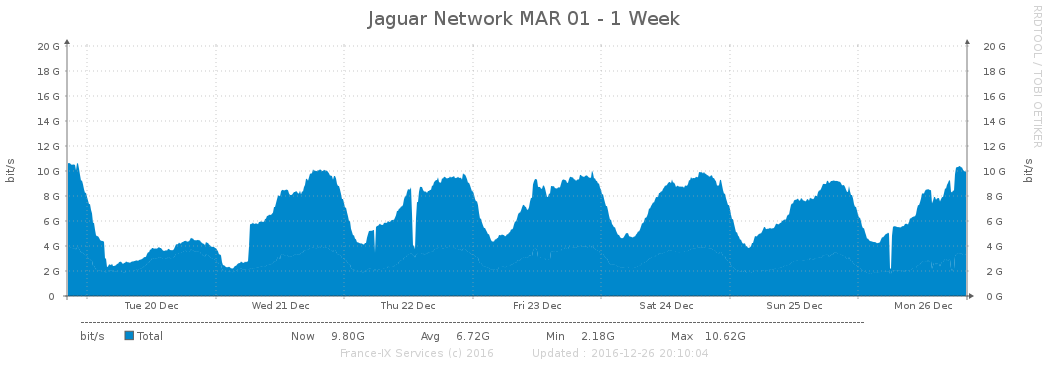 Jaguar Network MAR 01 - 1 Week
RRDTOOL / TOBI OETIKER
bit/s
20 G 20 G
18 G 18 G
16 G 16 G
14 G 14 G
12 G 12 G
10 G 10 G
8 G 8 G
6 G 6 G
4 G 4 G
2 G 2 G
0 0 G
bit/s
Tue 20 Dec Wed 21 Dec Thu 22 Dec Fri 23 Dec Sat 24 Dec Sun 25 Dec Mon 26 Dec
bit/s Total Now 9.80G Avg 6.72G Min 2.18G Max 10.62G
France-IX Services (c) 2016 Updated : 2016-12-26 20:10:04